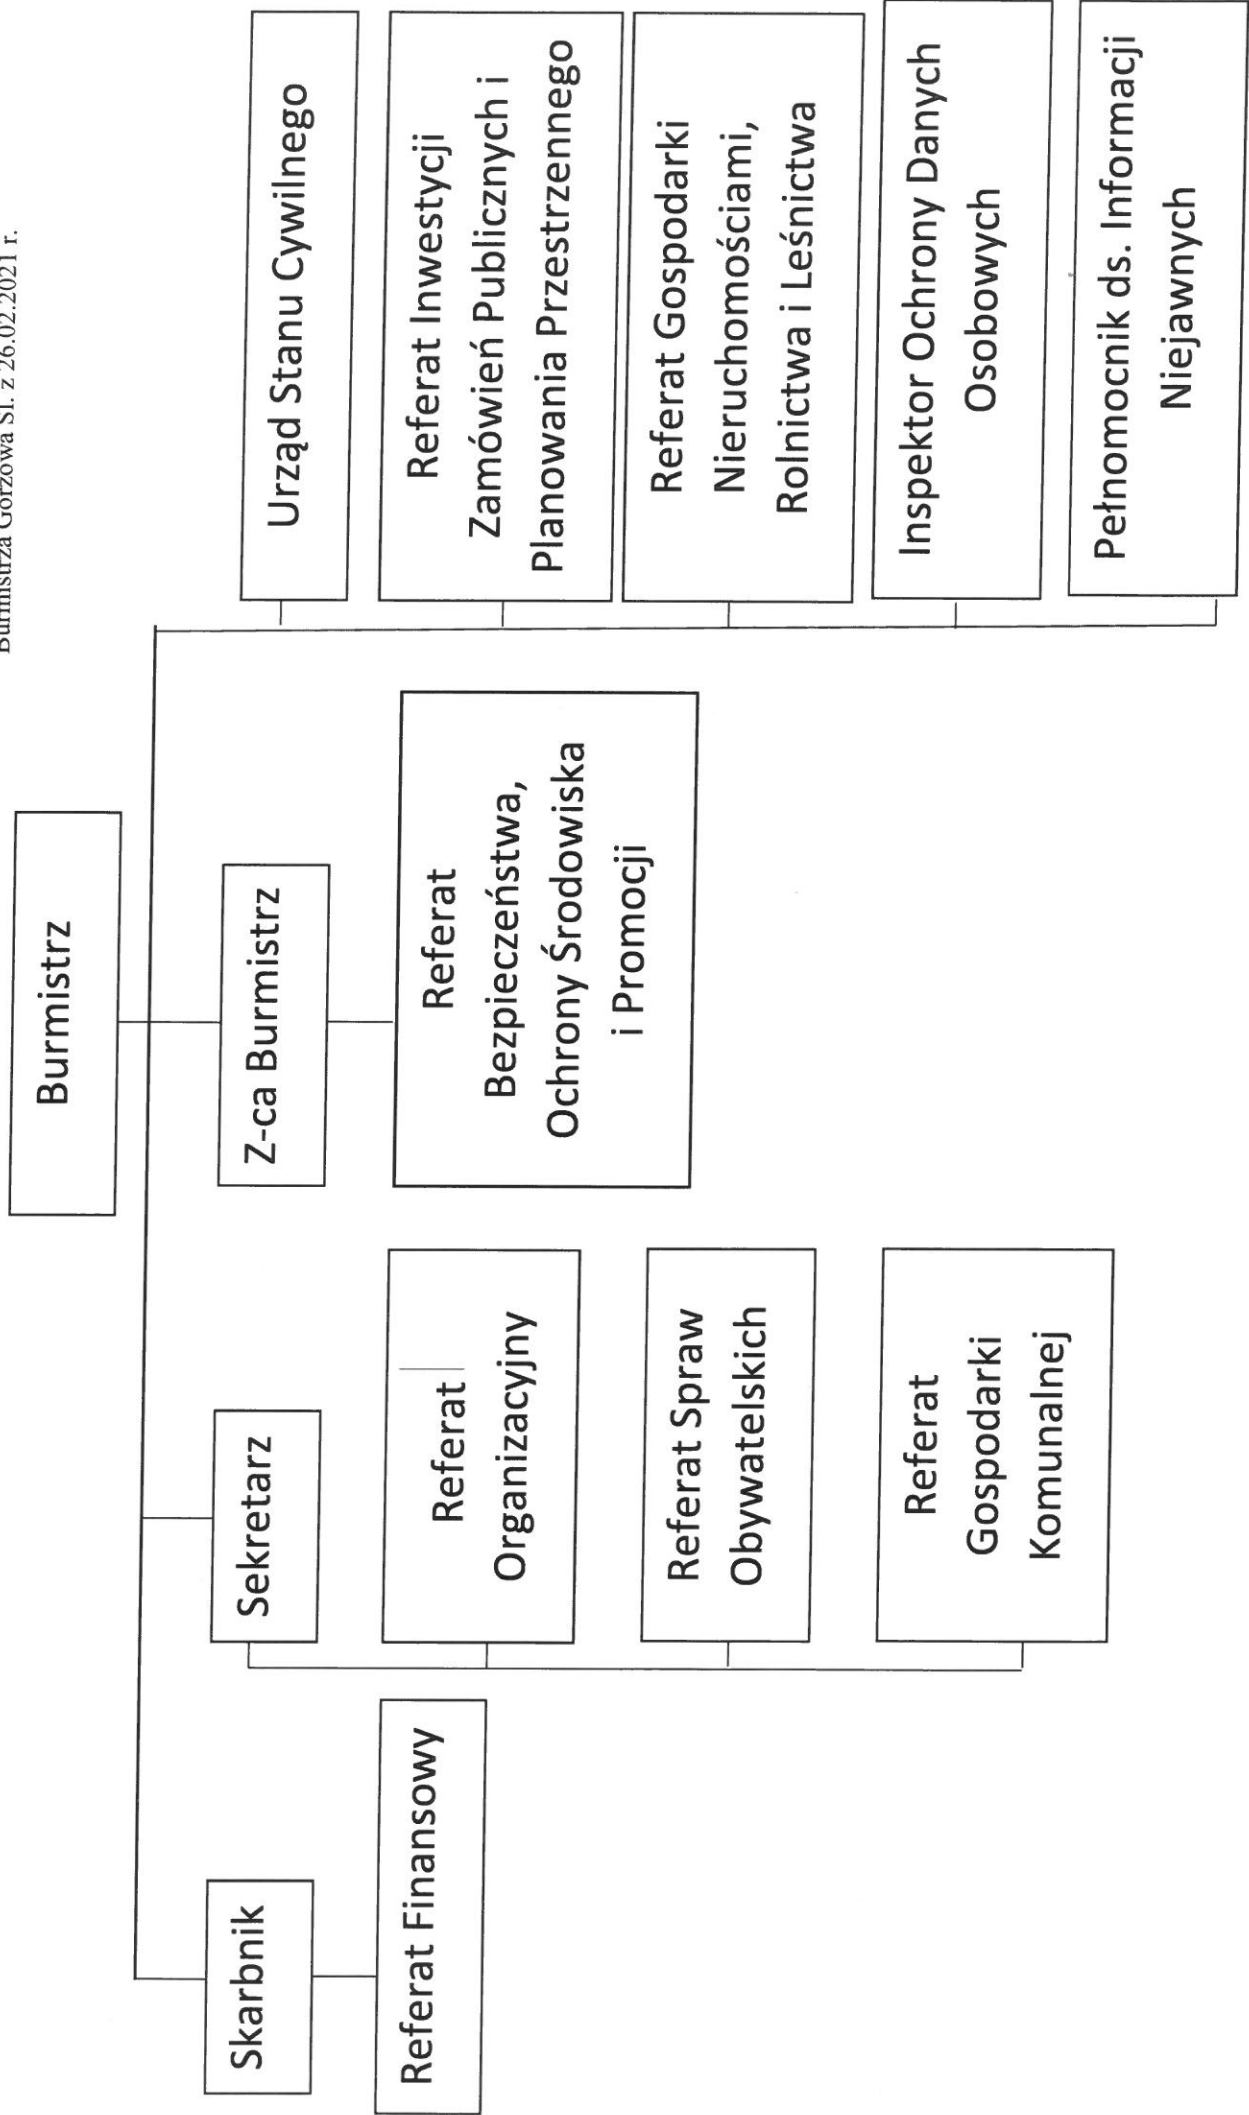 Burmistrza Gorzowa Śl. z 26.02.2021 r.
Burmistrz
Skarbnik
Referat Finansowy
Sekretarz
Referat
Organizacyjny
Referat Spraw
Obywatelskich
Referat
Gospodarki
Komunalnej
Z-ca Burmistrz
Referat
Bezpieczeństwa,
Ochrony Środowiska
i Promocji
Urząd Stanu Cywilnego
Referat Inwestycji
Zamówień Publicznych i
Planowania Przestrzennego
Referat Gospodarki
Nieruchomościami,
Rolnictwa i Leśnictwa
Inspektor Ochrony Danych
Osobowych
Pełnomocnik ds. Informacji
Niejawnych